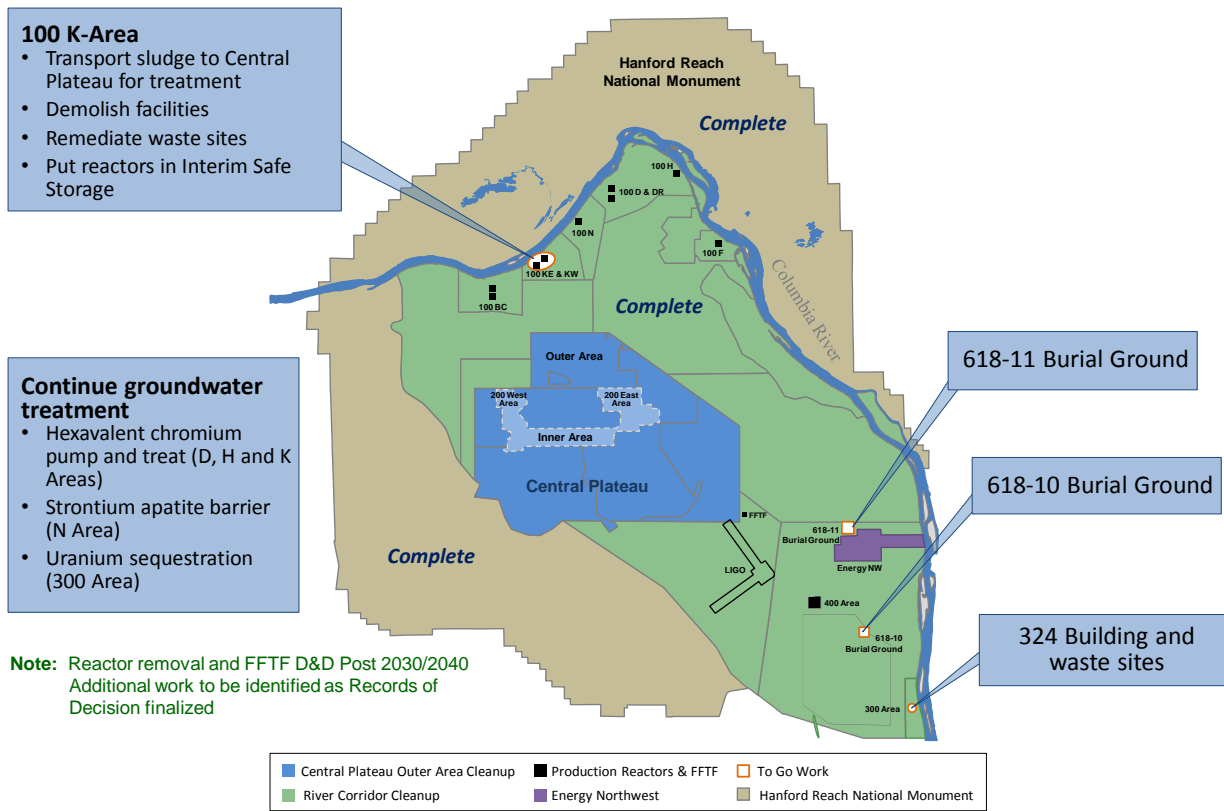 100 K-Area
• Transport sludge to Central
Plateau for treatment
• Demolish facilities
• Remediate waste sites
• Put reactors in Interim Safe
Storage
Hanford Reach
National Monument
Complete
100 H
100 D & DR
100 N
100 F
100 KE & KW
100 BC
Complete
Columbia River
Outer Area
200 West
Area
200 East
Area
Inner Area
Central Plateau
Continue groundwater
treatment
• Hexavalent chromium
pump and treat (D, H and K
Areas)
• Strontium apatite barrier
(N Area)
• Uranium sequestration
(300 Area)
618-11 Burial Ground
618-10 Burial Ground
324 Building and
waste sites
FFTF
618-11
Burial Ground
Energy NW
LIGO
Complete
400 Area
618-10
Burial Ground
300 Area
Note: Reactor removal and FFTF D&D Post 2030/2040
Additional work to be identified as Records of
Decision finalized
Central Plateau Outer Area Cleanup
Production Reactors & FFTF
To Go Work
River Corridor Cleanup
Energy Northwest
Hanford Reach National Monument